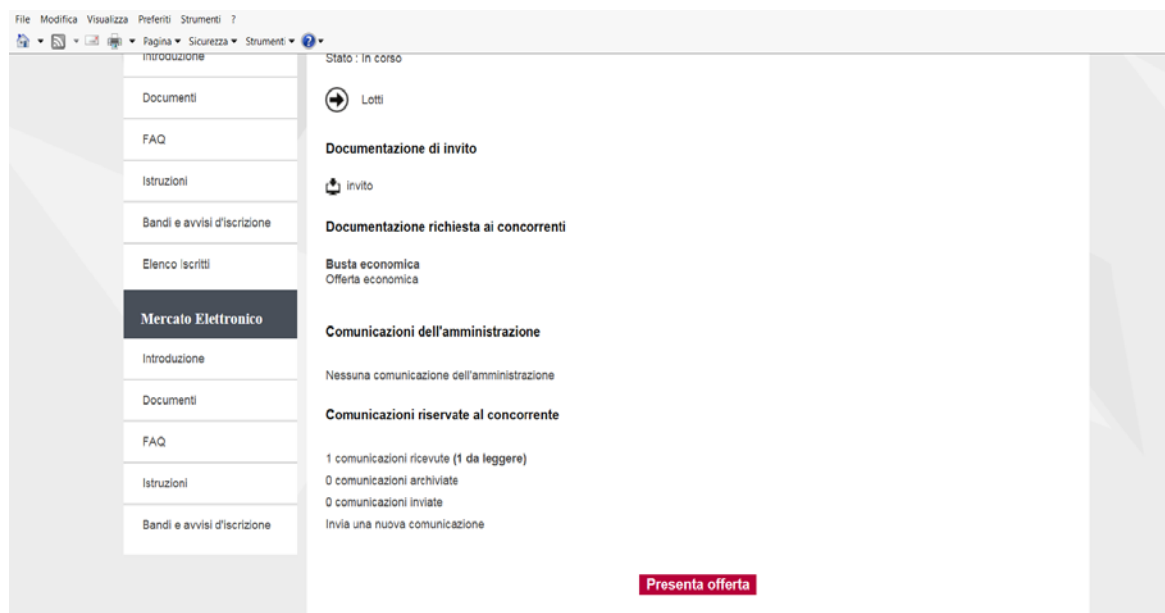 File Modifica Visualizza Preferiti Strumenti ?
Pagina Sicurezza Strumenti ?
Introduzione
Documenti
FAQ
Istruzioni
Bandi e avvisi d'iscrizione
Elenco Iscritti
Mercato Elettronico
Introduzione
Documenti
FAQ
Istruzioni
Bandi e avvisi d'iscrizione
Stato : In corso
Lotti
Documentazione di invito
invito
Documentazione richiesta ai concorrenti
Busta economica
Offerta economica
Comunicazioni dell'amministrazione
Nessuna comunicazione dell'amministrazione
Comunicazioni riservate al concorrente
1 comunicazioni ricevute (1 da leggere)
0 comunicazioni archiviate
0 comunicazioni inviate
Invia una nuova comunicazione
Presenta offerta